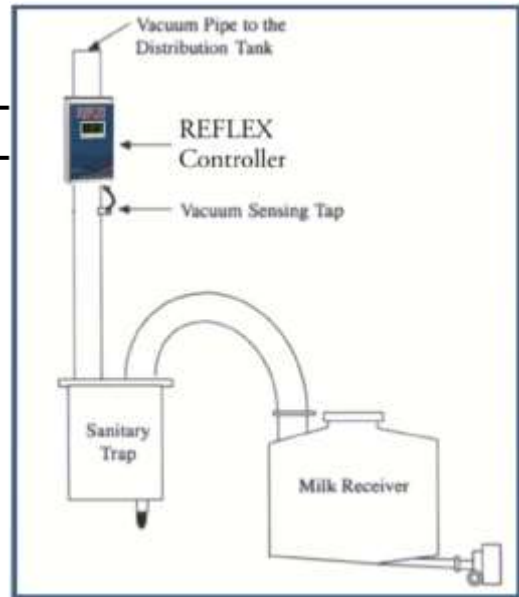 Vacuum Pipe to the
Distribution Tank
REFLEX
Controller
Vacuum Sensing Tap
Sanitary
Trap
Milk Receiver